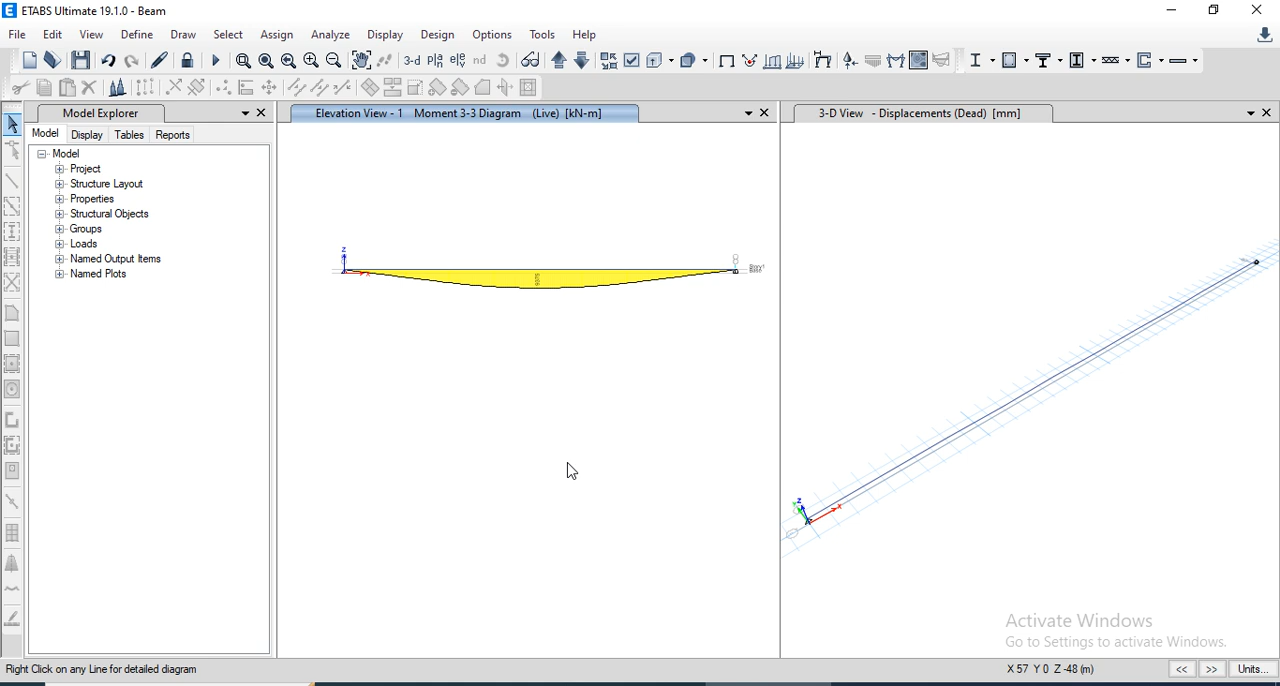 ETABS Ultimate 19.1.0 - Beam
File Edit View Define Draw Select Assign Analyze Display Design Options Tools Help
3-d nd
Model Explorer
Elevation View - 1 Moment 3-3 Diagram (Live) [kN-m]
3-D View - Displacements (Dead) [mm]
Model Display Tables Reports
Model
Project
Structure Layout
Properties
Structural Objects
Groups
Loads
Named Output Items
Named Plots
Z
X
Z
X
Activate Windows
Go to Settings to activate Windows.
Right Click on any Line for detailed diagram
X 57 Y 0 Z -48 (m)
<< >> Units...